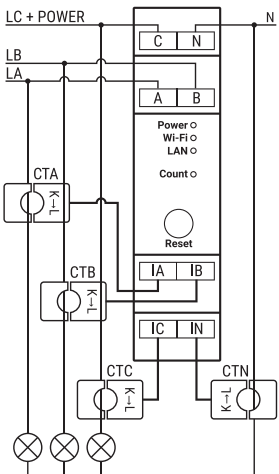 LC + POWER
N
C N
LB
LA
A B
Power
Wi-Fi
LAN
Count
CTA
K→L
Reset
CTB
K→L
IA IB
IC IN
CTC
K→L
CTN
K→L